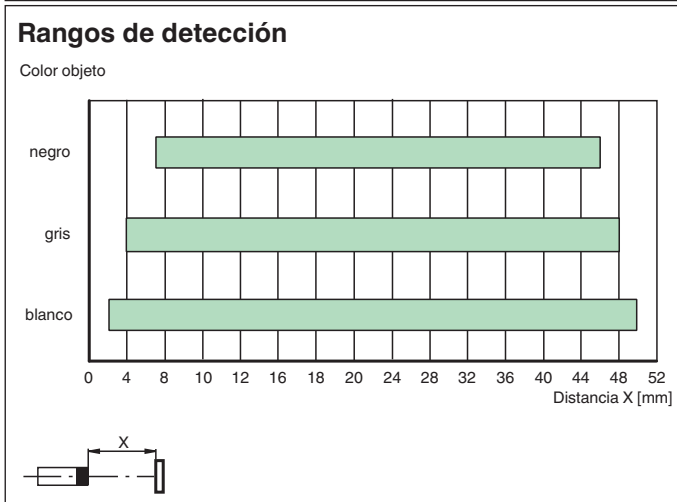 Rangos de detección
Color objeto
negro
gris
blanco
0 4 8 10 12 16 18 20 24 28 32 36 40 44 48 52
Distancia X [mm]
X